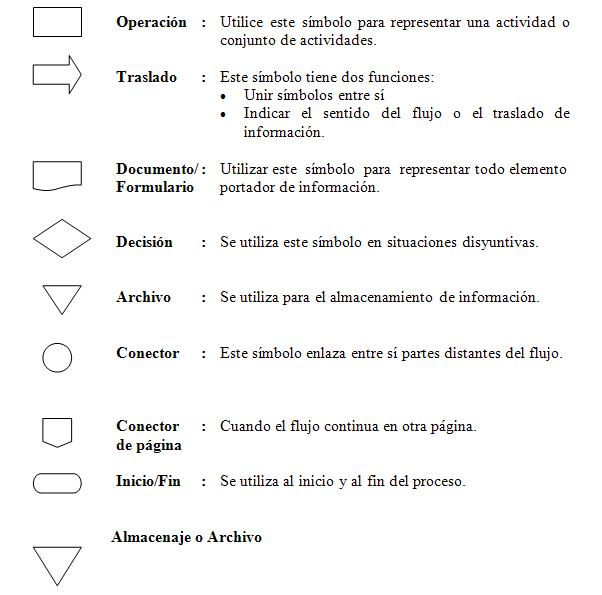 Operación : Utilice este símbolo para representar una actividad o
conjunto de actividades.
Traslado : Este símbolo tiene dos funciones:
• Unir símbolos entre sí
• Indicar el sentido del flujo o el traslado de
información.
Documento/ : Utilizar este símbolo para representar todo elemento
Formulario portador de información.
Decisión : Se utiliza este símbolo en situaciones disyuntivas.
Archivo : Se utiliza para el almacenamiento de información.
Conector : Este símbolo enlaza entre sí partes distantes del flujo.
Conector : Cuando el flujo continua en otra página.
de página
Inicio/Fin : Se utiliza al inicio y al fin del proceso.
Almacenaje o Archivo